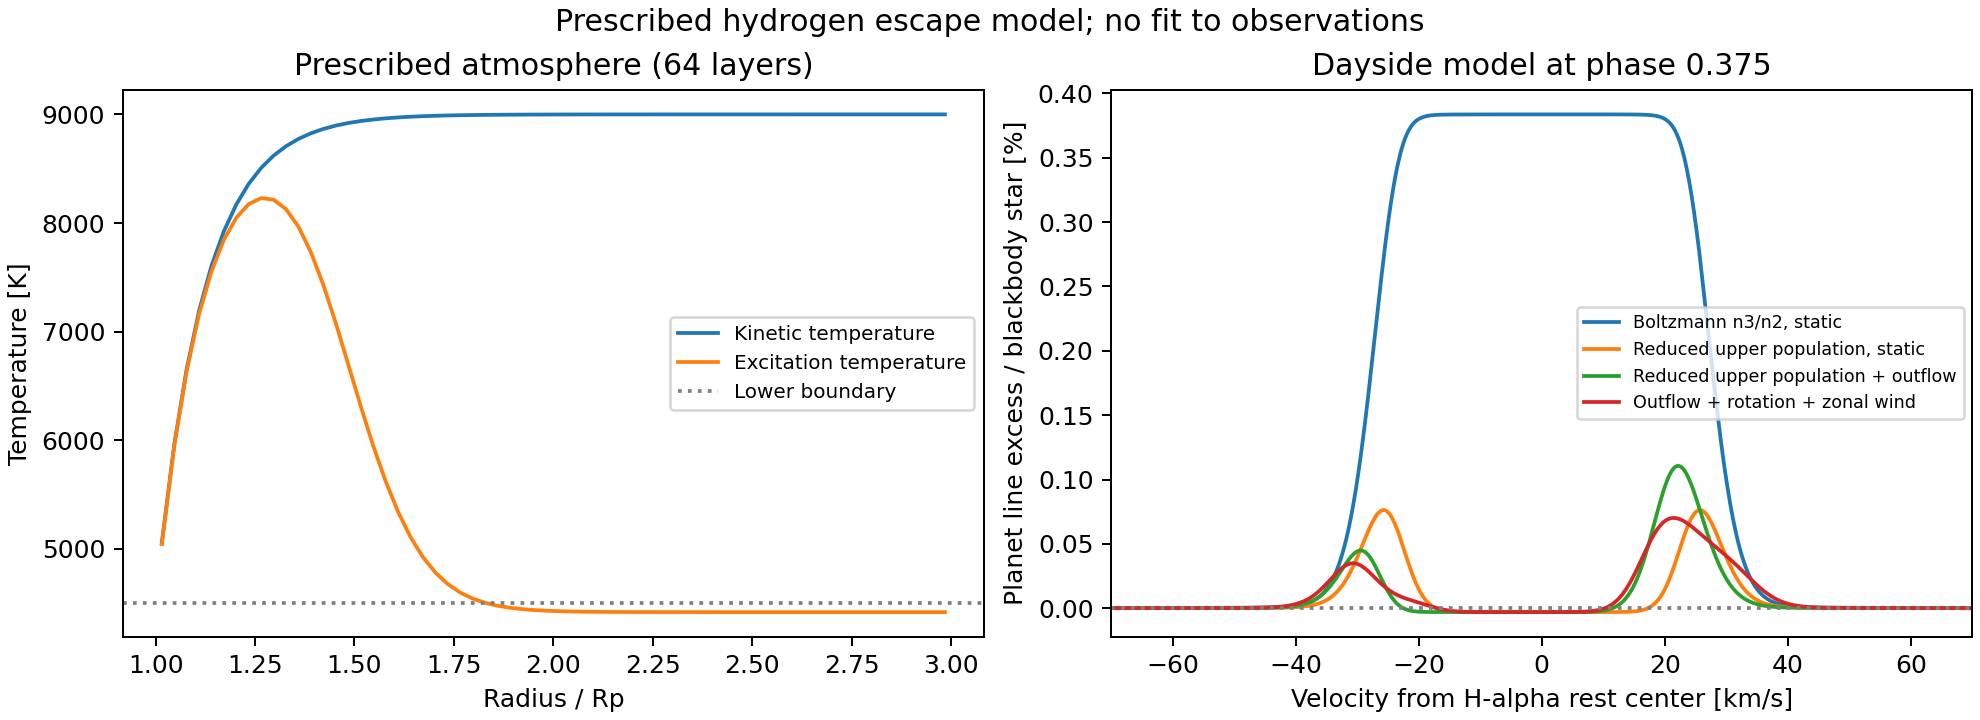 Prescribed hydrogen escape model; no fit to observations
Prescribed atmosphere (64 layers)
Temperature [K]
9000
8000
7000
6000
5000
Kinetic temperature
Excitation temperature
Lower boundary
1.00 1.25 1.50 1.75 2.00 2.25 2.50 2.75 3.00
Radius / Rp
Dayside model at phase 0.375
Planet line excess / blackbody star [%]
0.40
0.35
0.30
0.25
0.20
0.15
0.10
0.05
0.00
Boltzmann n3/n2, static
Reduced upper population, static
Reduced upper population + outflow
Outflow + rotation + zonal wind
−60 −40 −20 0 20 40 60
Velocity from H-alpha rest center [km/s]